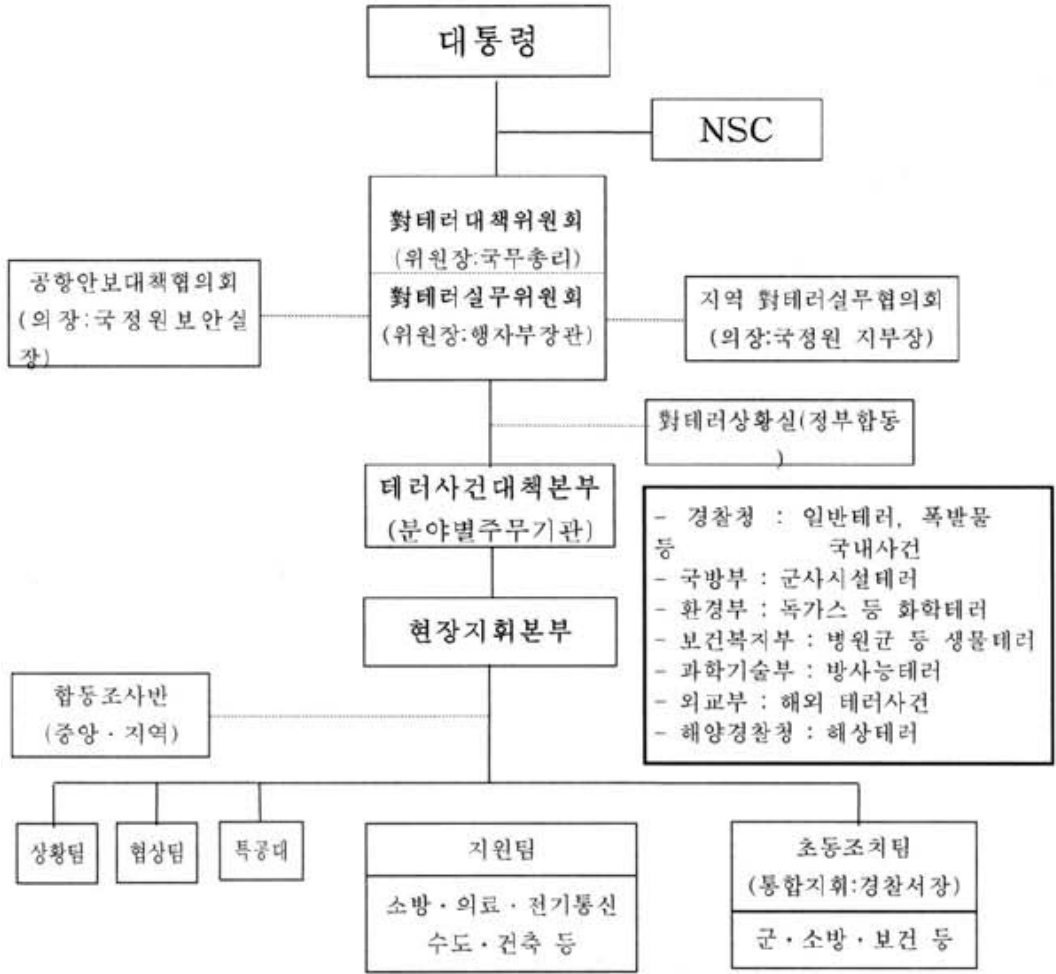 대통령
NSC
對테러대책위원회
(위원장:국무총리)
對테러실무위원회
(위원장:행자부장관)
공항안보대책협의회
(의장:국정원보안실
장)
지역 對테러실무협의회
(의장:국정원 지부장)
對테러상황실(정부합동
)
테러사건대책본부
(분야별주무기관)
- 경찰청 : 일반테러, 폭발물
등 국내사건
- 국방부 : 군사시설테러
- 환경부 : 독가스 등 화학테러
- 보건복지부 : 병원균 등 생물테러
- 과학기술부 : 방사능테러
- 외교부 : 해외 테러사건
- 해양경찰청 : 해상테러
현장지휘본부
합동조사반
(중앙·지역)
상황팀
협상팀
특공대
지원팀
소방·의료·전기통신
수도·건축 등
초동조치팀
(통합지휘:경찰서장)
군·소방·보건 등